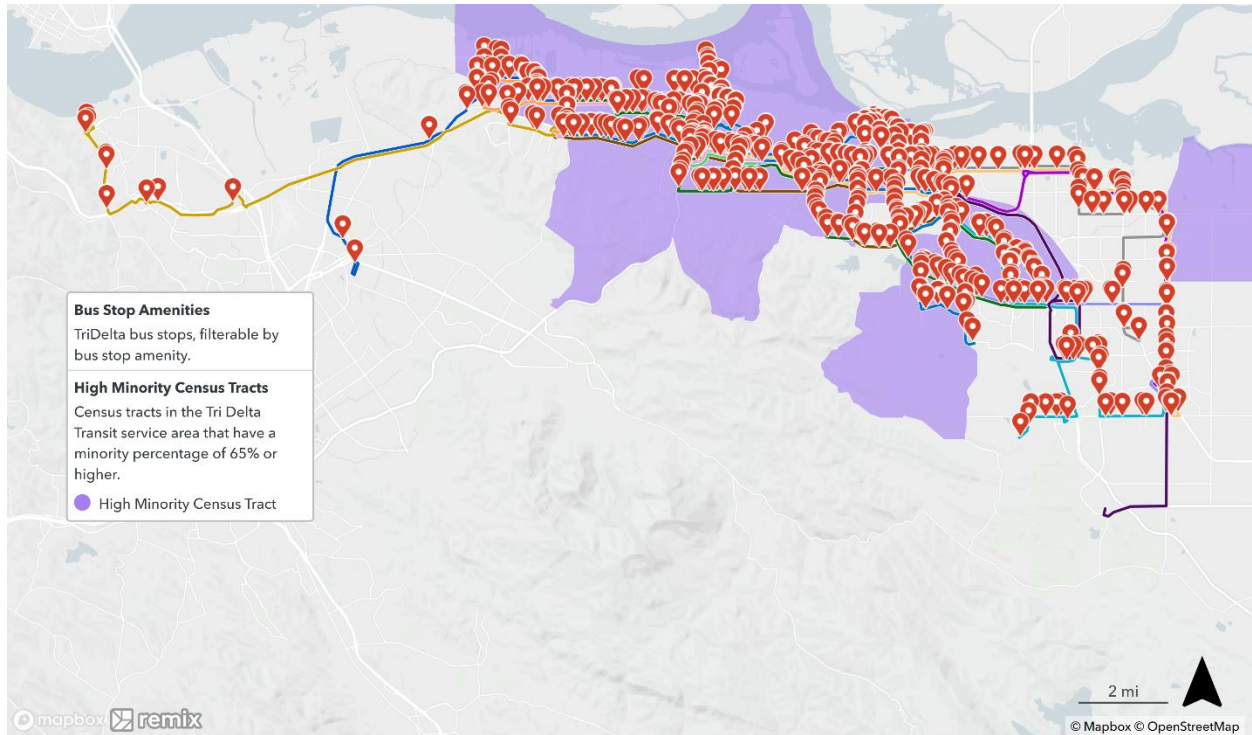 Bus Stop Amenities
TriDelta bus stops, filterable by
bus stop amenity.
High Minority Census Tracts
Census tracts in the Tri Delta
Transit service area that have a
minority percentage of 65% or
higher.
High Minority Census Tract
2 mi
mapbox remix
© Mapbox © OpenStreetMap